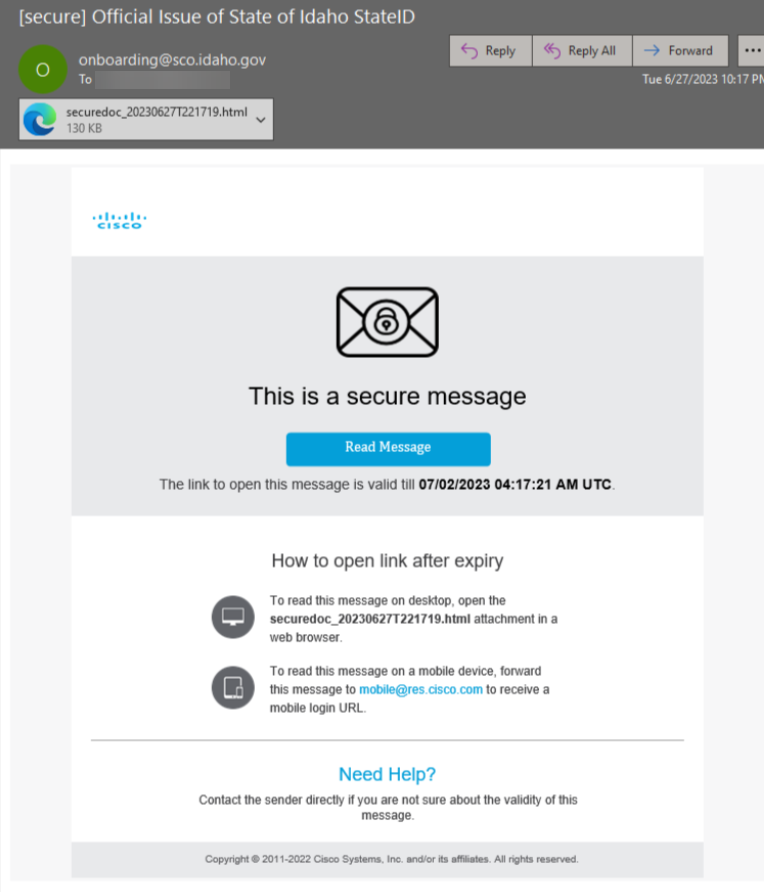 [secure] Official Issue of State of Idaho StateID
O
onboarding@sco.idaho.gov
To
Reply
Reply All
Forward
Tue 6/27/2023 10:17 PM
securedoc_20230627T221719.html
130 KB
cisco
This is a secure message
Read Message
The link to open this message is valid till 07/02/2023 04:17:21 AM UTC.
How to open link after expiry
To read this message on desktop, open the
securedoc_20230627T221719.html attachment in a
web browser.
To read this message on a mobile device, forward
this message to mobile@res.cisco.com to receive a
mobile login URL.
Need Help?
Contact the sender directly if you are not sure about the validity of this
message.
Copyright © 2011-2022 Cisco Systems, Inc. and/or its affiliates. All rights reserved.